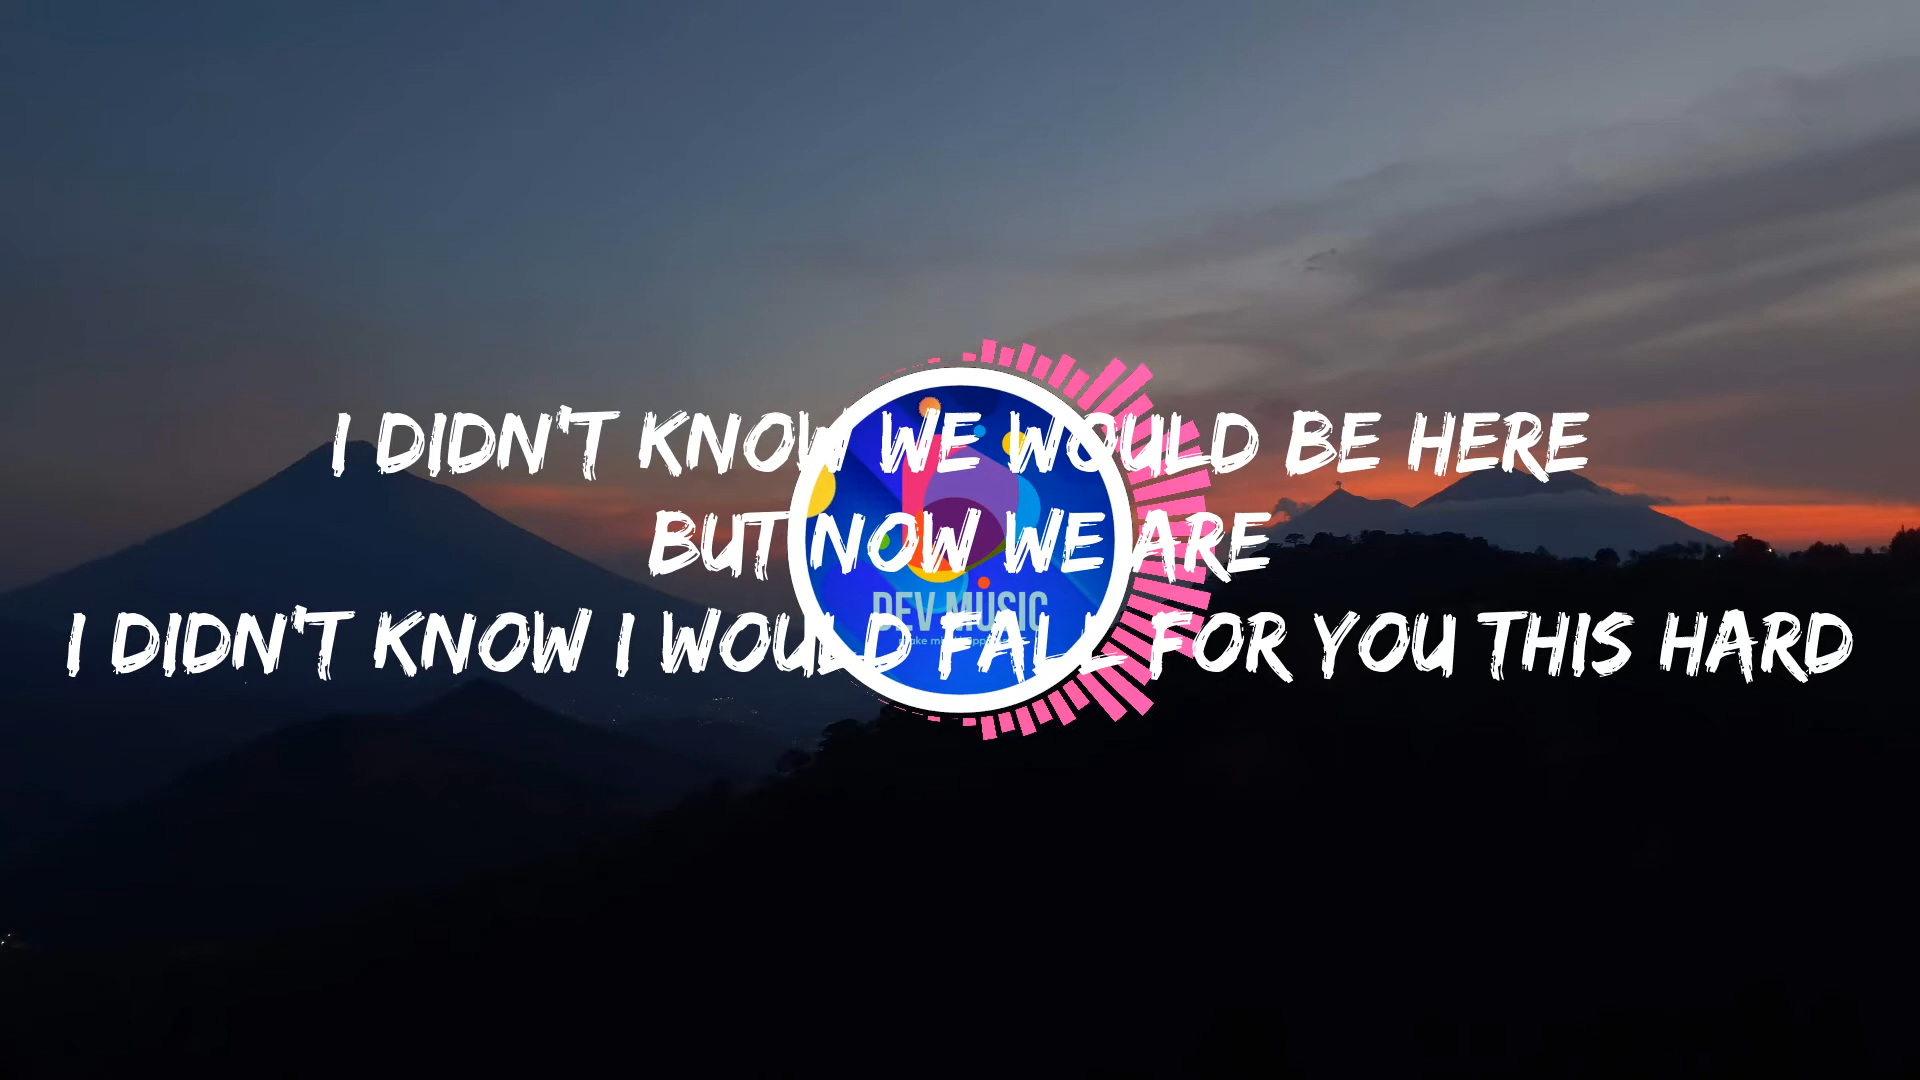 I DIDN'T KNOW WE WOULD BE HERE
BUT NOW WE ARE
I DIDN'T KNOW I WOULD FALL FOR YOU THIS HARD
DEV MUSIC